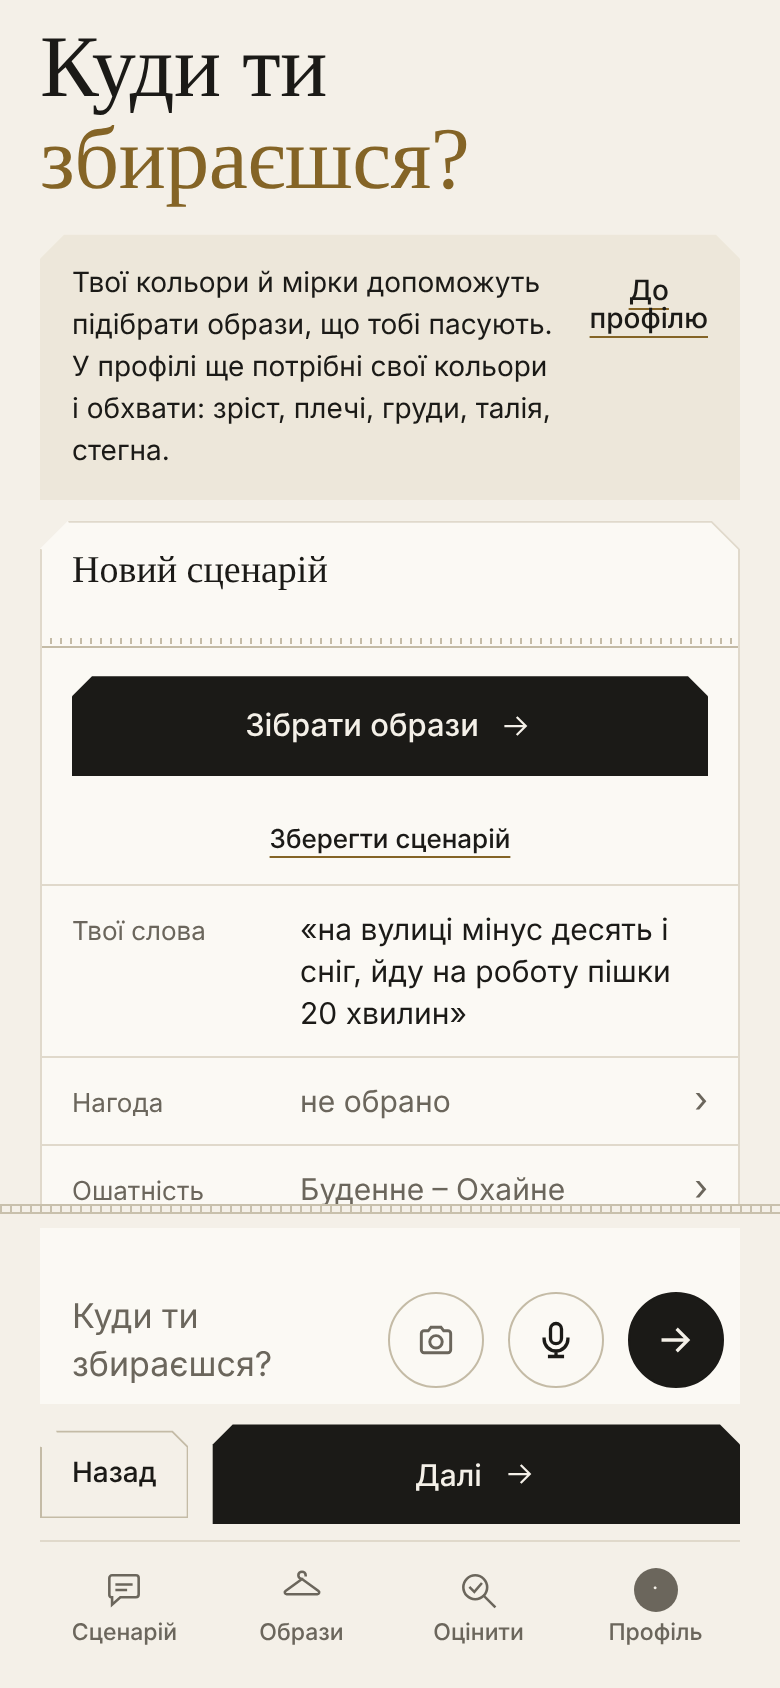 Куди ти
збираєшся?
Твої кольори й мірки допоможуть
підібрати образи, що тобі пасують.
У профілі ще потрібні свої кольори
і обхвати: зріст, плечі, груди, талія,
стегна.
До
профілю
Новий сценарій
Зібрати образи →
Зберегти сценарій
Твої слова
«на вулиці мінус десять і
сніг, йду на роботу пішки
20 хвилин»
Нагода не обрано ›
Ошатність Буденне – Охайне ›
Куди ти
збираєшся?
Назад Далі →
Сценарій Образи Оцінити Профіль